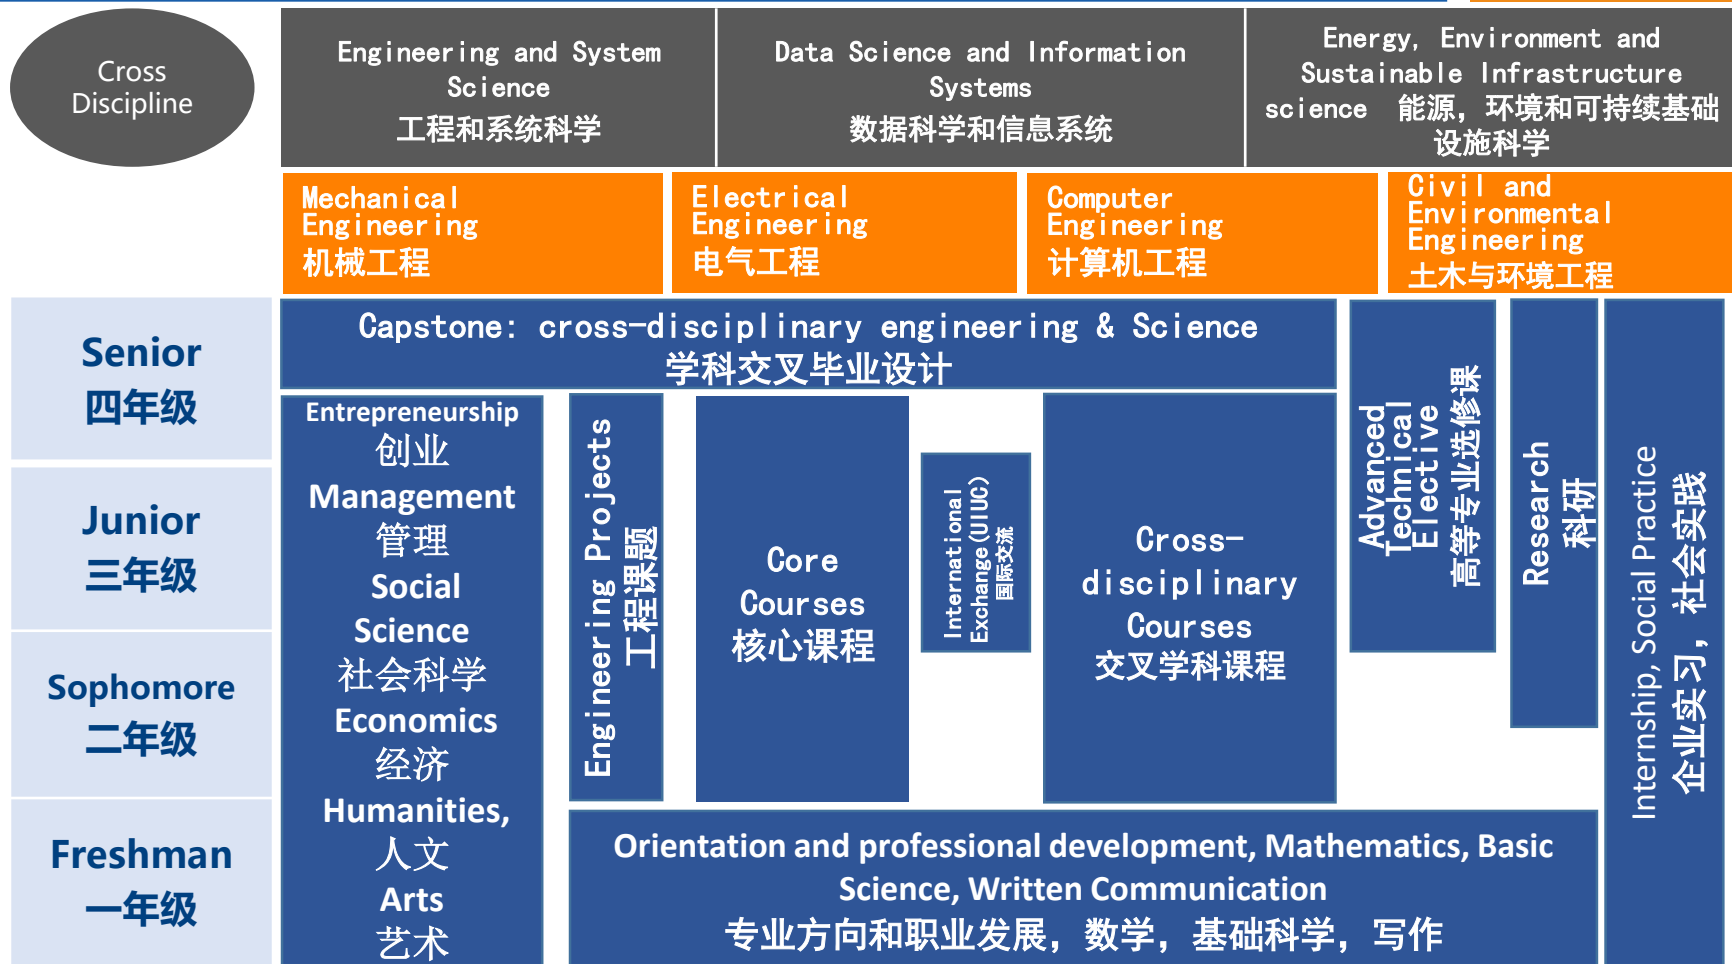 Cross
Discipline
Engineering and System
Science
工程和系统科学
Data Science and Information
Systems
数据科学和信息系统
Energy, Environment and
Sustainable Infrastructure
science 能源，环境和可持续基础
设施科学
Mechanical
Engineering
机械工程
Electrical
Engineering
电气工程
Computer
Engineering
计算机工程
Civil and
Environmental
Engineering
土木与环境工程
Senior
四年级
Junior
三年级
Sophomore
二年级
Freshman
一年级
Capstone: cross-disciplinary engineering & Science
学科交叉毕业设计
Entrepreneurship
创业
Management
管理
Social
Science
社会科学
Economics
经济
Humanities,
人文
Arts
艺术
Engineering Projects
工程课题
Core
Courses
核心课程
International
Exchange(UIUC)
国际交流
Cross-
disciplinary
Courses
交叉学科课程
Advanced
Technical
Elective
高等专业选修课
Research
科研
Internship, Social Practice
企业实习，社会实践
Orientation and professional development, Mathematics, Basic
Science, Written Communication
专业方向和职业发展，数学，基础科学，写作